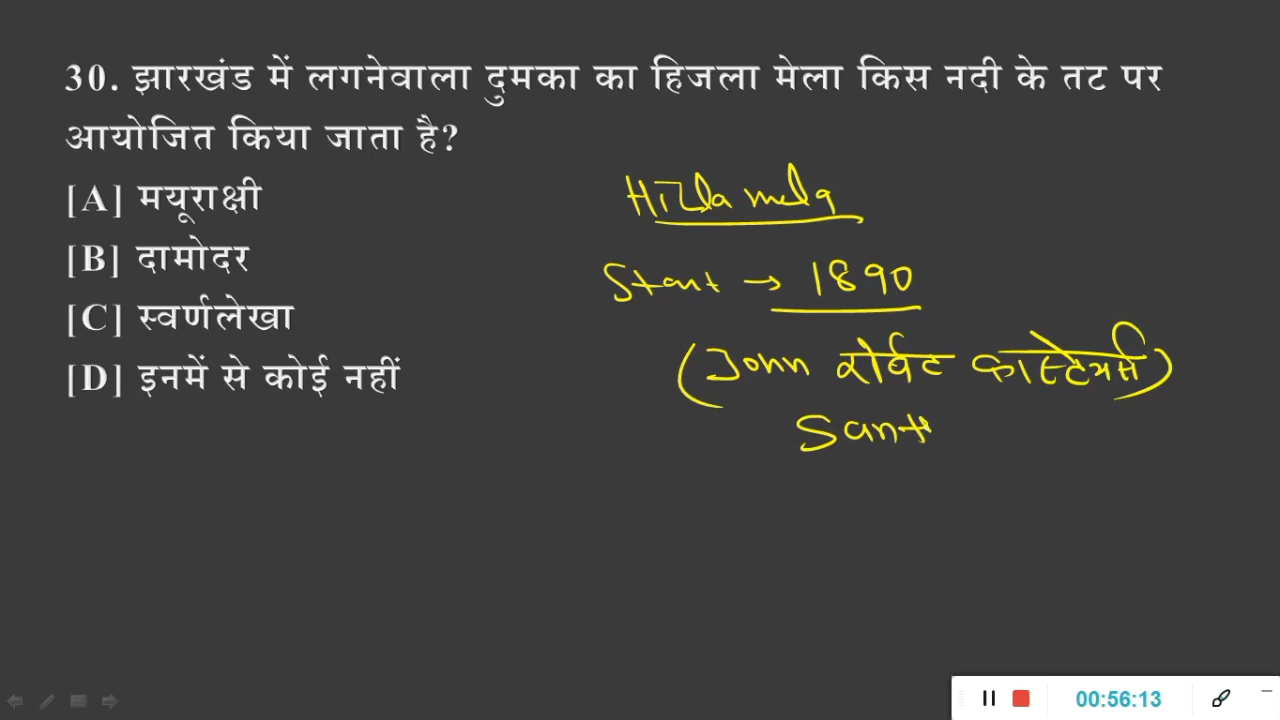 30. झारखंड में लगनेवाला दुमका का हिजला मेला किस नदी के तट पर
आयोजित किया जाता है?
[A] मयूराक्षी
[B] दामोदर
[C] स्वर्णलेखा
[D] इनमें से कोई नहीं
Hizla mela
Start → 1890
(John रोबर्ट कास्टेयर्स)
Sant
00:56:13